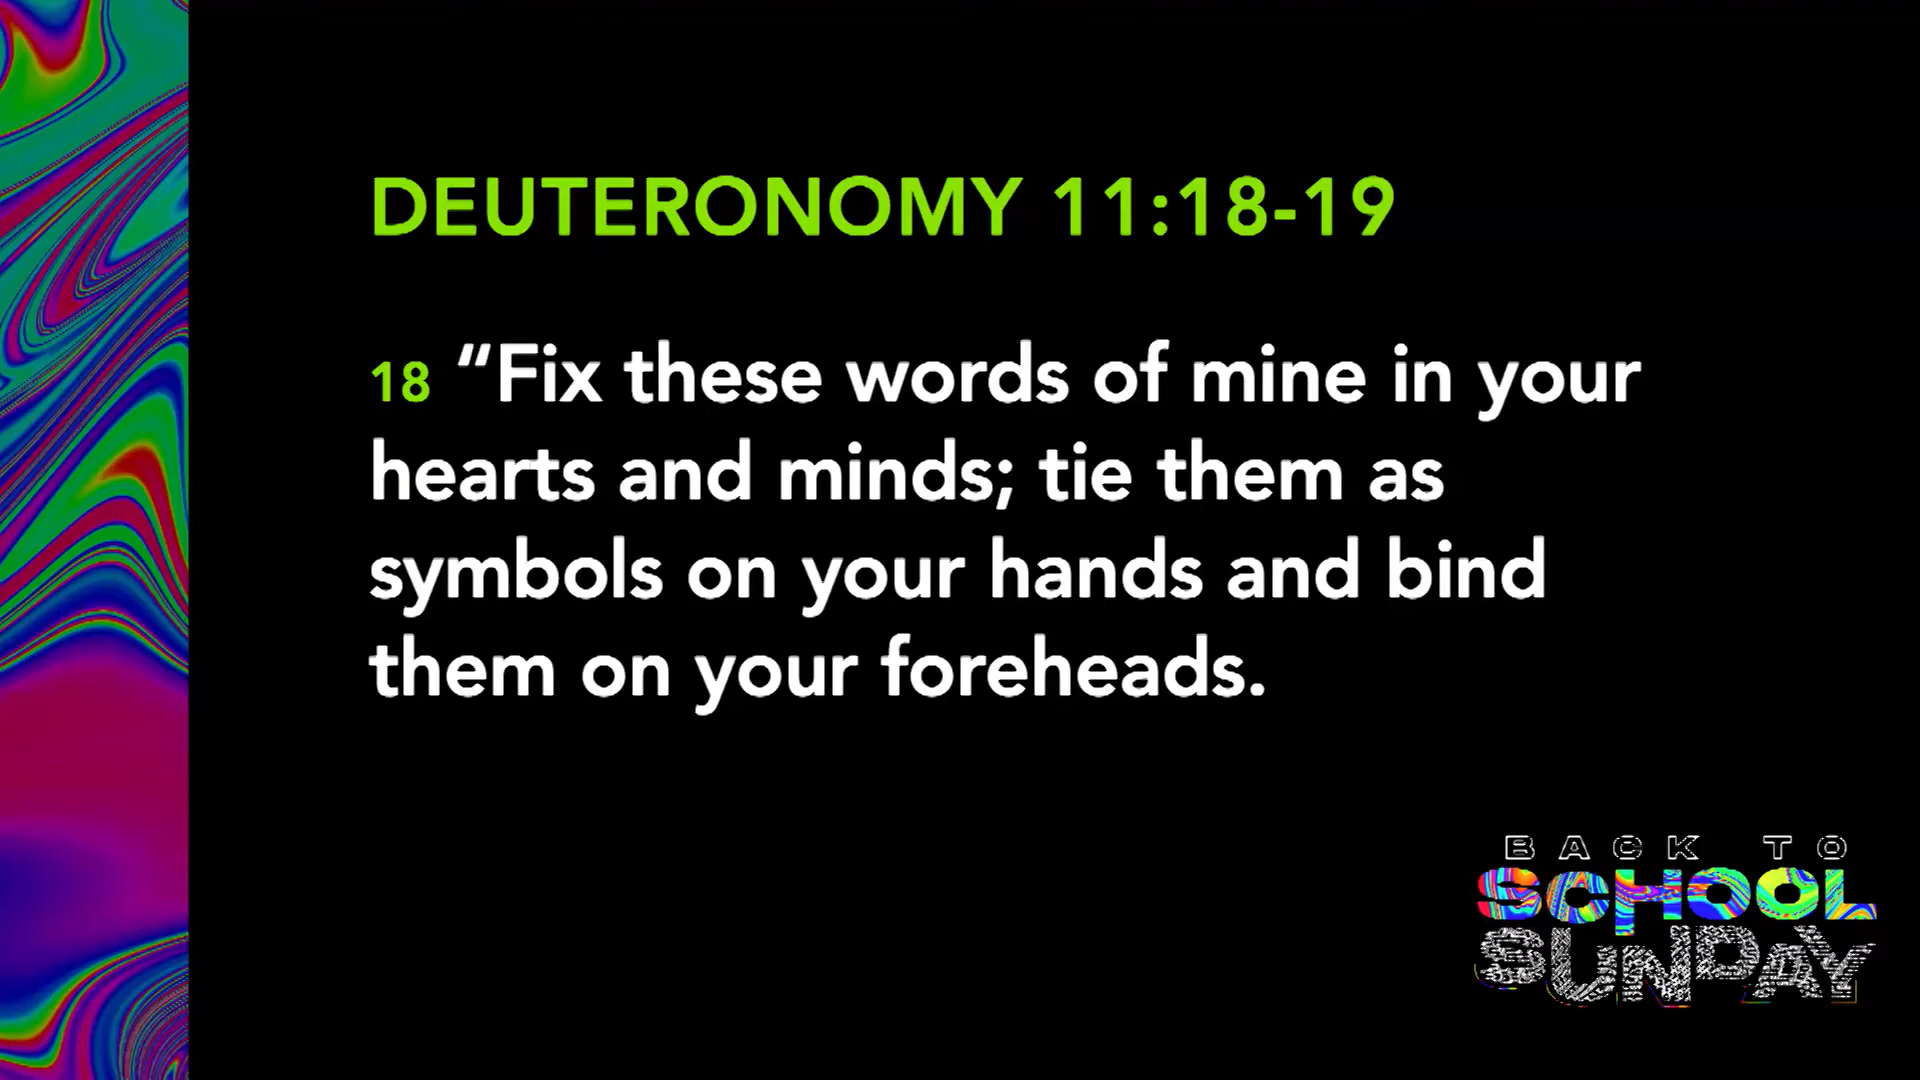 DEUTERONOMY 11:18-19
18 “Fix these words of mine in your
hearts and minds; tie them as
symbols on your hands and bind
them on your foreheads.
BACK TO
SCHOOL
SUNDAY